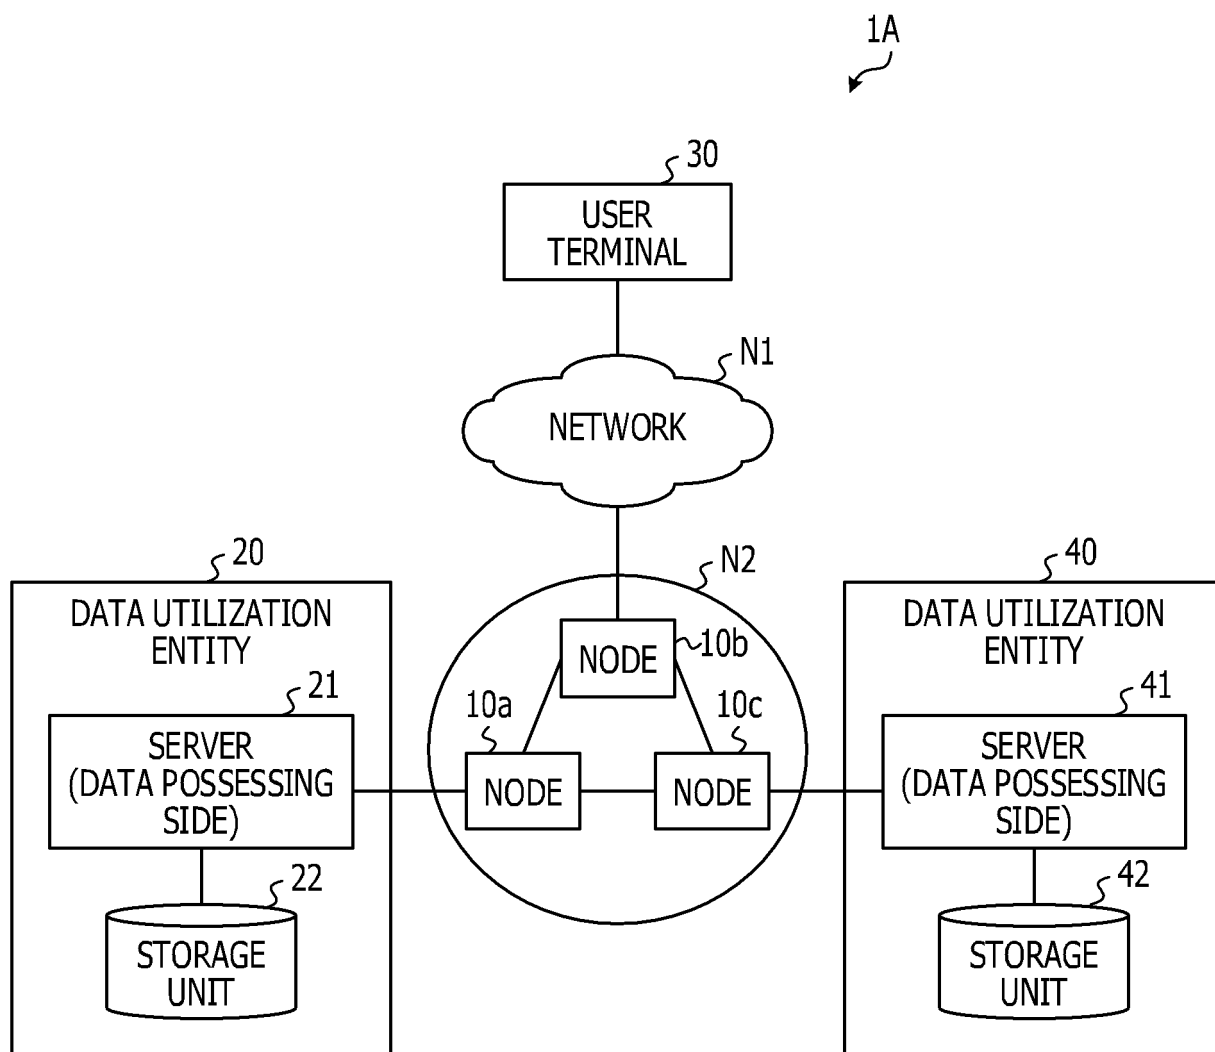 1A
30
USER
TERMINAL
N1
NETWORK
20
N2
40
DATA UTILIZATION
ENTITY
NODE
10b
DATA UTILIZATION
ENTITY
21
10a
10c
41
SERVER
(DATA POSSESSING
SIDE)
NODE
NODE
SERVER
(DATA POSSESSING
SIDE)
22
42
STORAGE
UNIT
STORAGE
UNIT